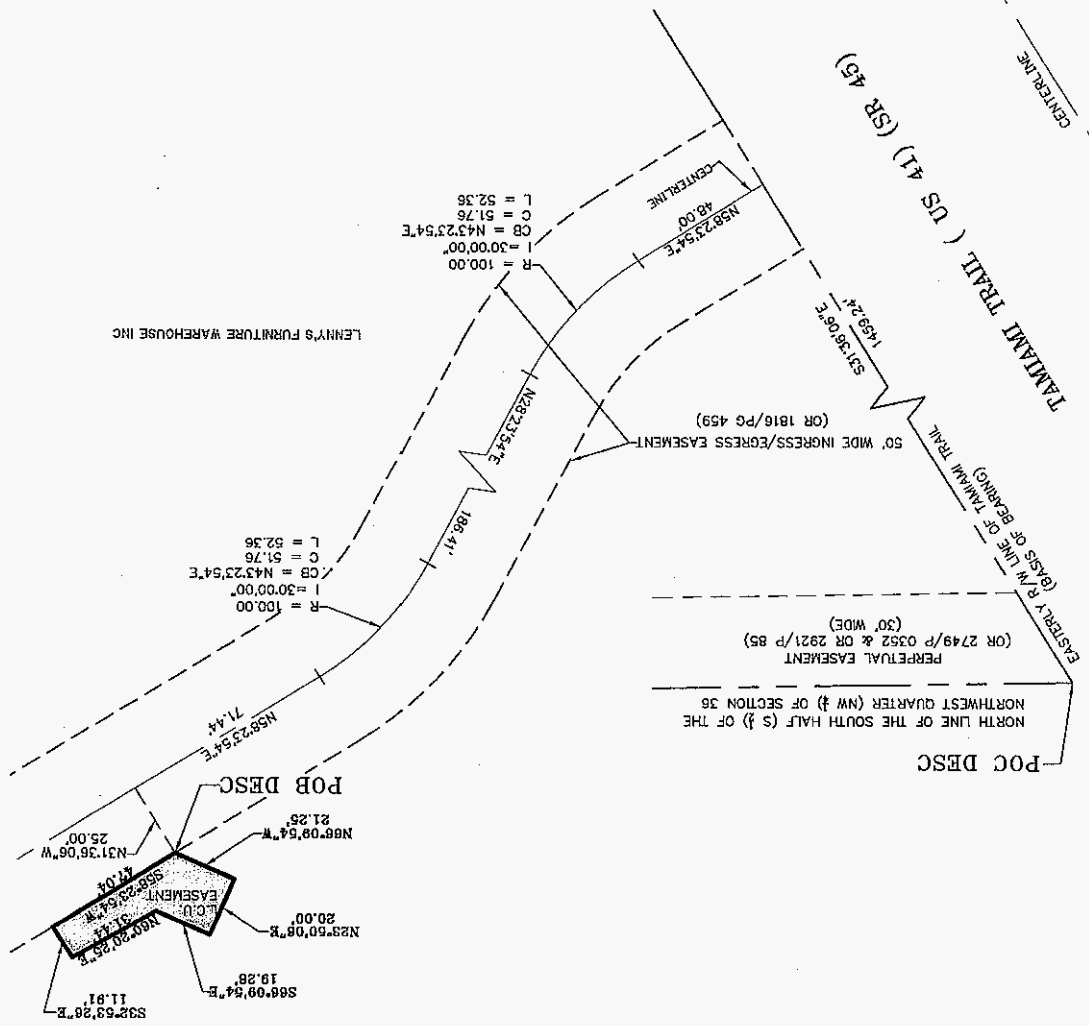 S32°53'26"E
11.91'
S66°09'54"E
19.28'
N23°50'06"E
20.00'
N60°20'25"E
31.44'
L.C.U.
EASEMENT
S58°23'54"W
47.04'
N66°09'54"W
21.25'
N31°36'06"W
25.00'
POB DESC
POC DESC
NORTH LINE OF THE SOUTH HALF (S ½) OF THE
NORTHWEST QUARTER (NW ¼) OF SECTION 36
PERPETUAL EASEMENT
(OR 2749/P 0352 & OR 2921/P 85)
(30' WIDE)
EASTERLY R/W LINE OF TAMIAMI TRAIL
(BASIS OF BEARING)
N58°23'54"E
71.44'
R = 100.00
I=30°00'00"
CB = N43°23'54"E
C = 51.76
L = 52.36
186.41'
N28°23'54"E
50' WIDE INGRESS/EGRESS EASEMENT
(OR 1816/PG 459)
S31°36'06"E
1459.24'
LENNY'S FURNITURE WAREHOUSE INC
R = 100.00
I=30°00'00"
CB = N43°23'54"E
C = 51.76
L = 52.36
N58°23'54"E
48.00'
CENTERLINE
TAMIAMI TRAIL ( US 41) (SR 45)
CENTERLINE